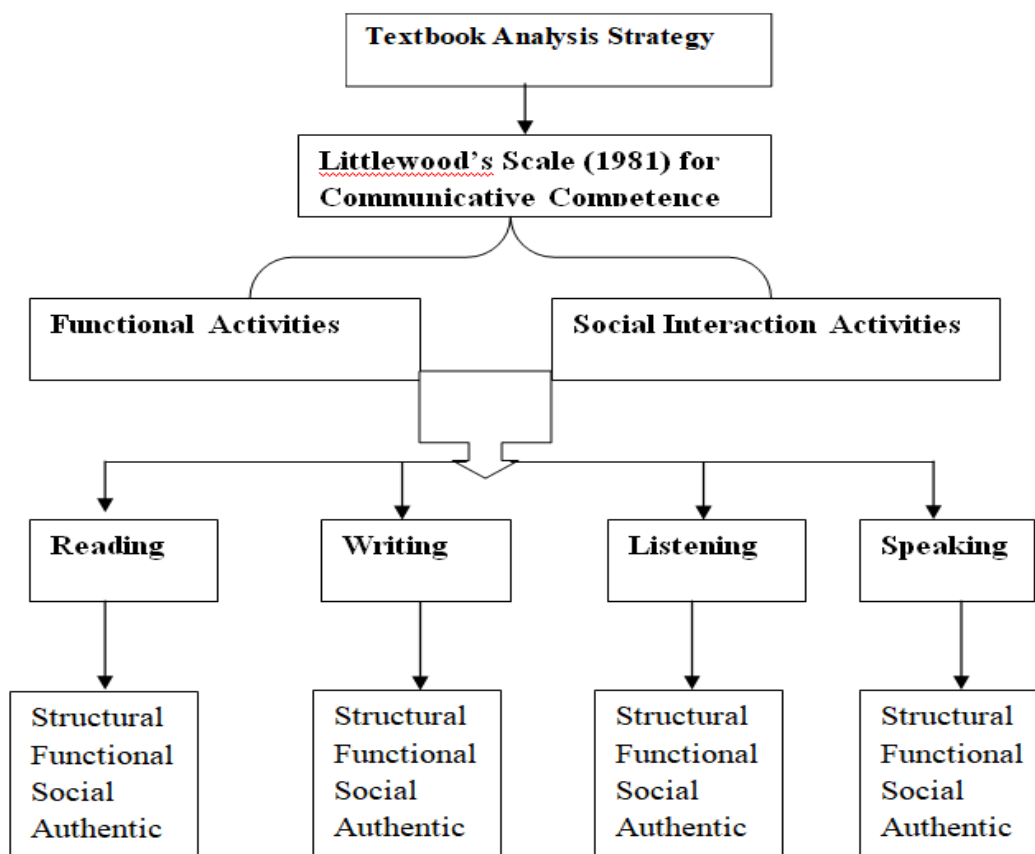 Textbook Analysis Strategy
Littlewood's Scale (1981) for
Communicative Competence
Functional Activities
Social Interaction Activities
Reading
Writing
Listening
Speaking
Structural
Functional
Social
Authentic
Structural
Functional
Social
Authentic
Structural
Functional
Social
Authentic
Structural
Functional
Social
Authentic